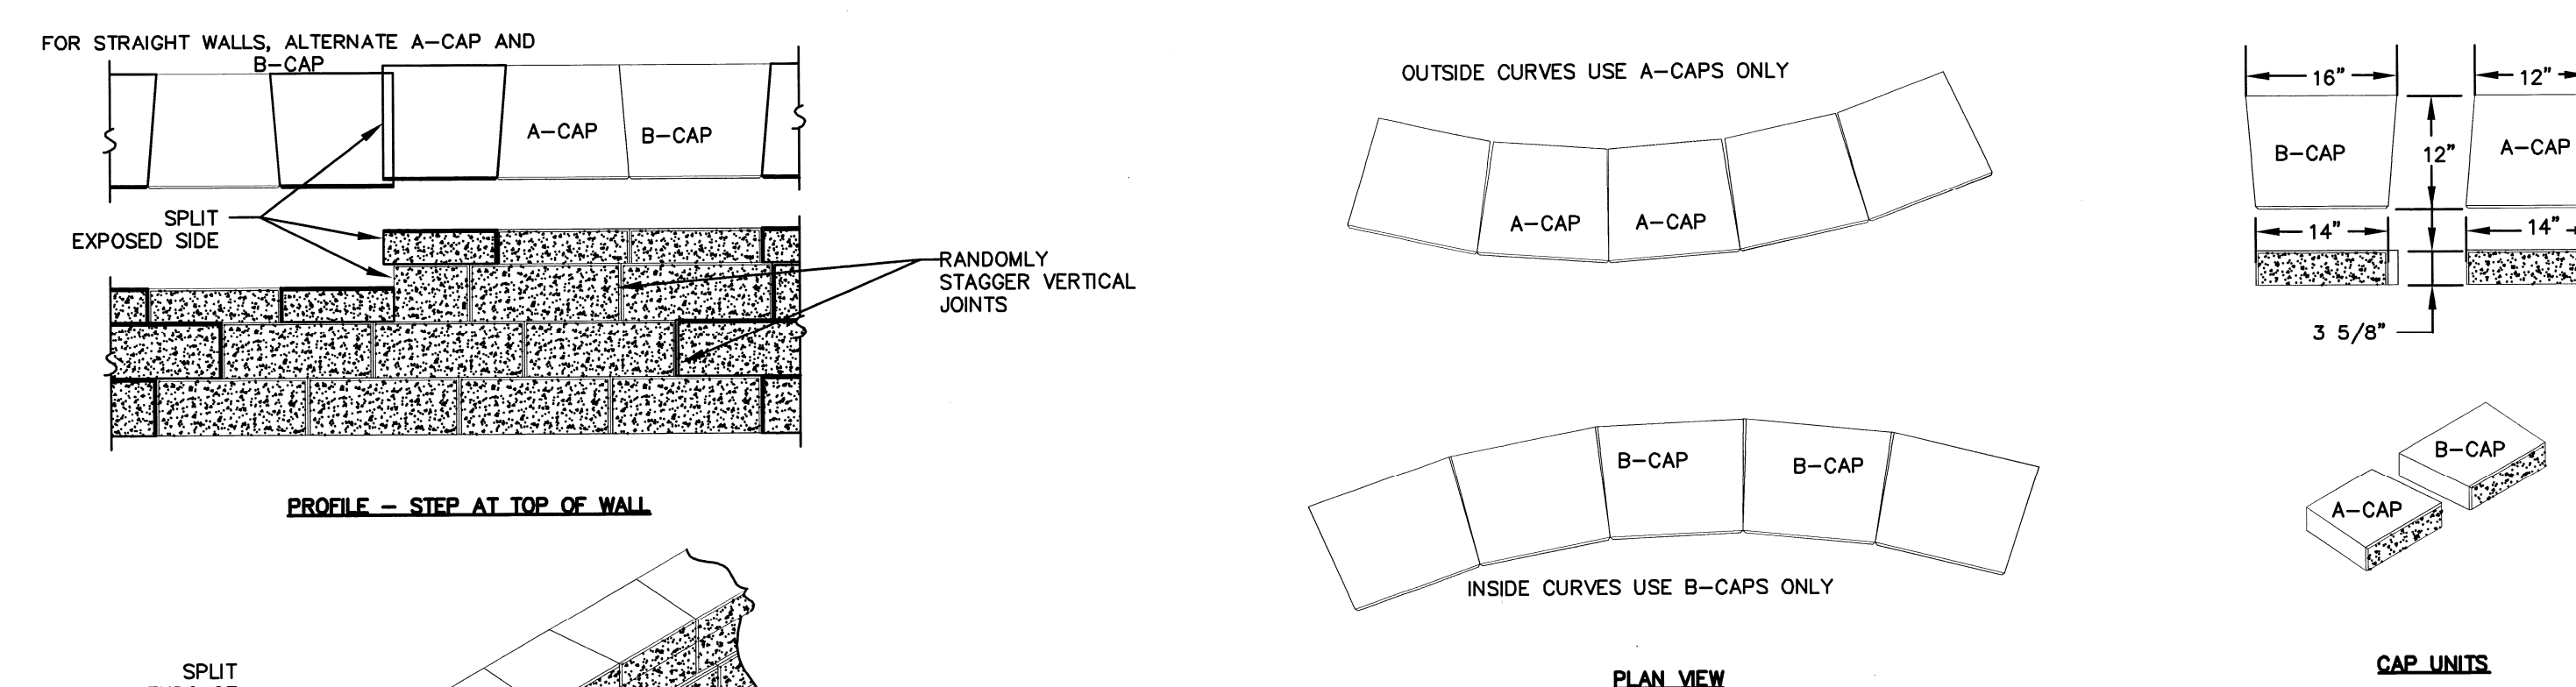 FOR STRAIGHT WALLS, ALTERNATE A-CAP AND
B-CAP
A-CAP
B-CAP
SPLIT
EXPOSED SIDE
RANDOMLY
STAGGER VERTICAL
JOINTS
PROFILE - STEP AT TOP OF WALL
SPLIT
OUTSIDE CURVES USE A-CAPS ONLY
A-CAP
A-CAP
B-CAP
B-CAP
INSIDE CURVES USE B-CAPS ONLY
PLAN VIEW
16"
12"
B-CAP
12"
A-CAP
14"
14"
3 5/8"
B-CAP
A-CAP
CAP UNITS